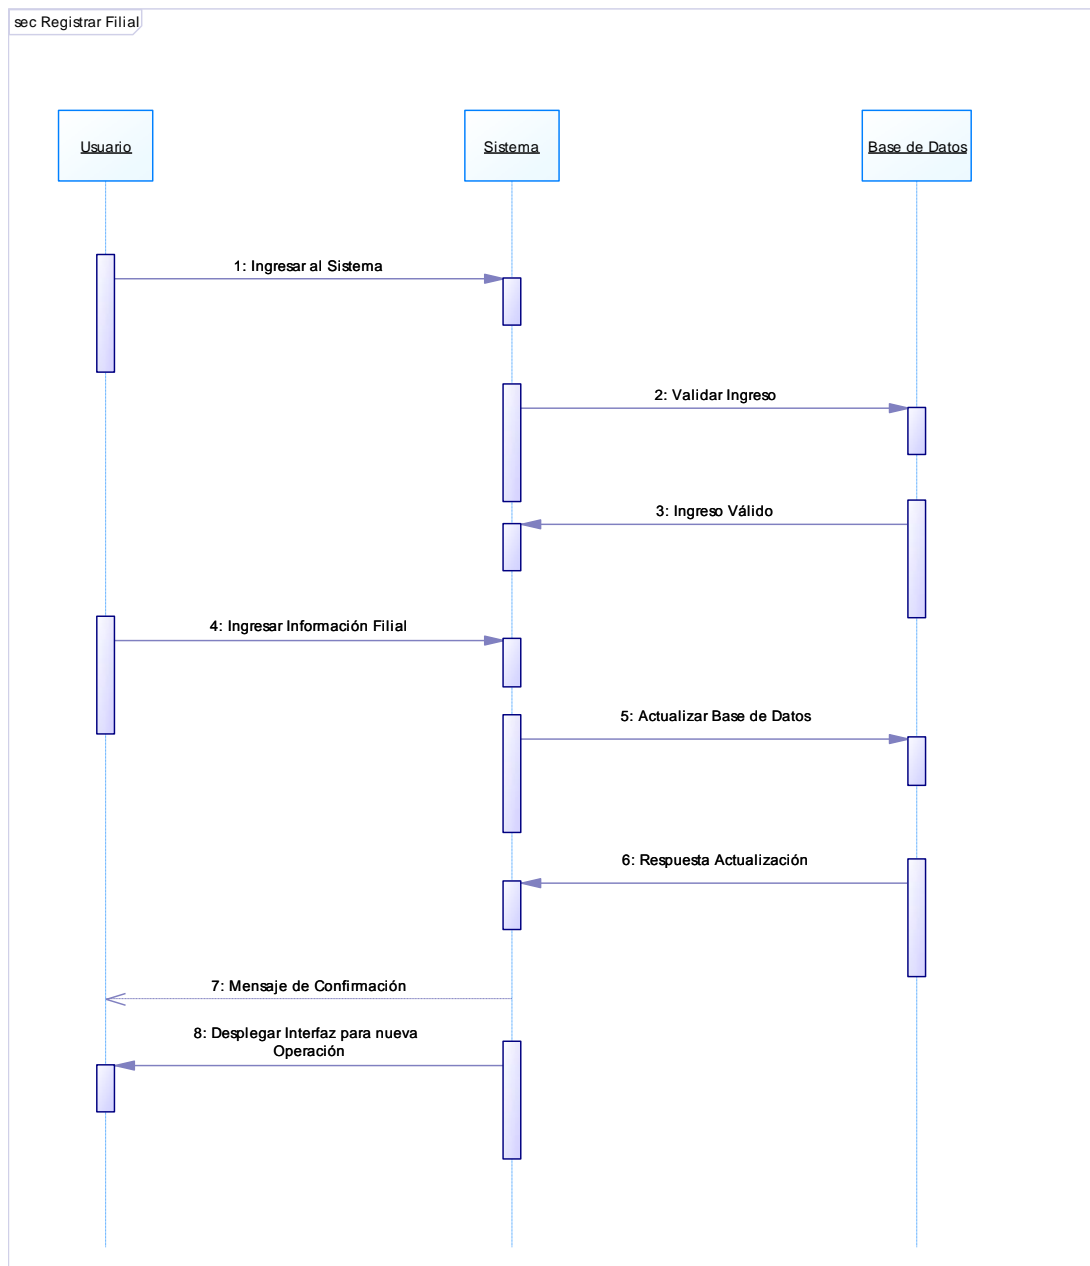 sec Registrar Filial
Usuario
Sistema
Base de Datos
1: Ingresar al Sistema
2: Validar Ingreso
3: Ingreso Válido
4: Ingresar Información Filial
5: Actualizar Base de Datos
6: Respuesta Actualización
7: Mensaje de Confirmación
8: Desplegar Interfaz para nueva
Operación